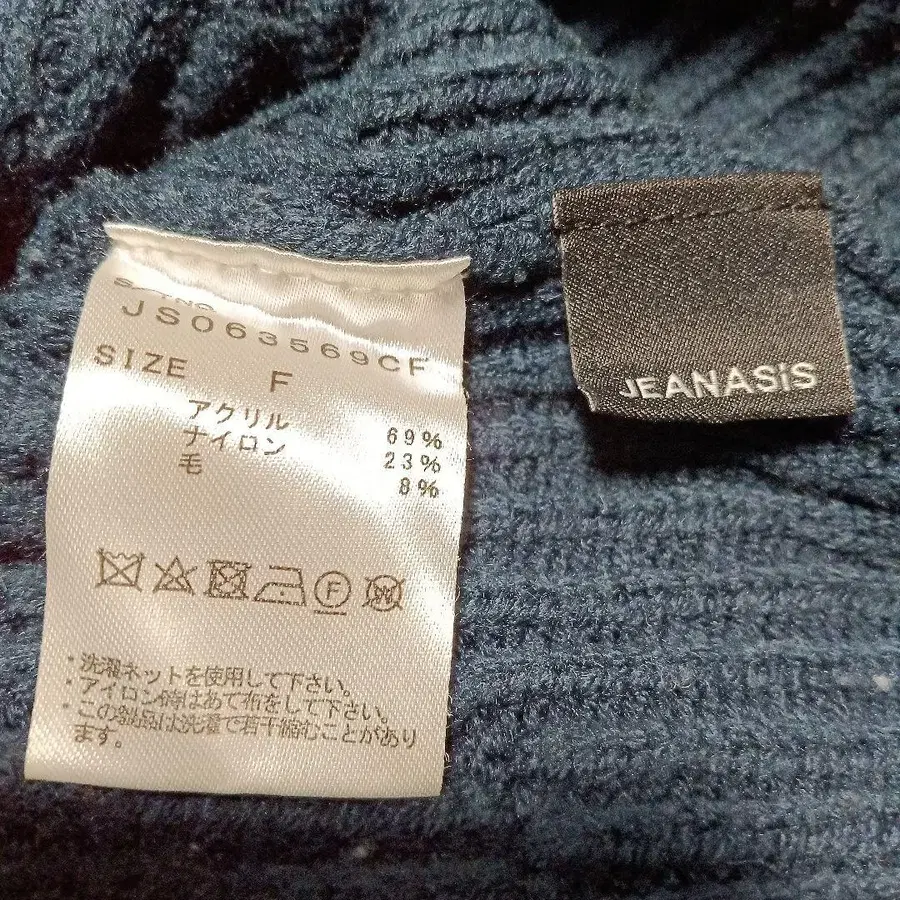 JS063569CF
SIZE F
アクリル 69%
ナイロン 23%
毛 8%
F
W
・洗濯ネットを使用して下さい。
・アイロン時はあて布をして下さい。
・この製品は洗濯で若干縮むことがあり
ます。
JEANASiS